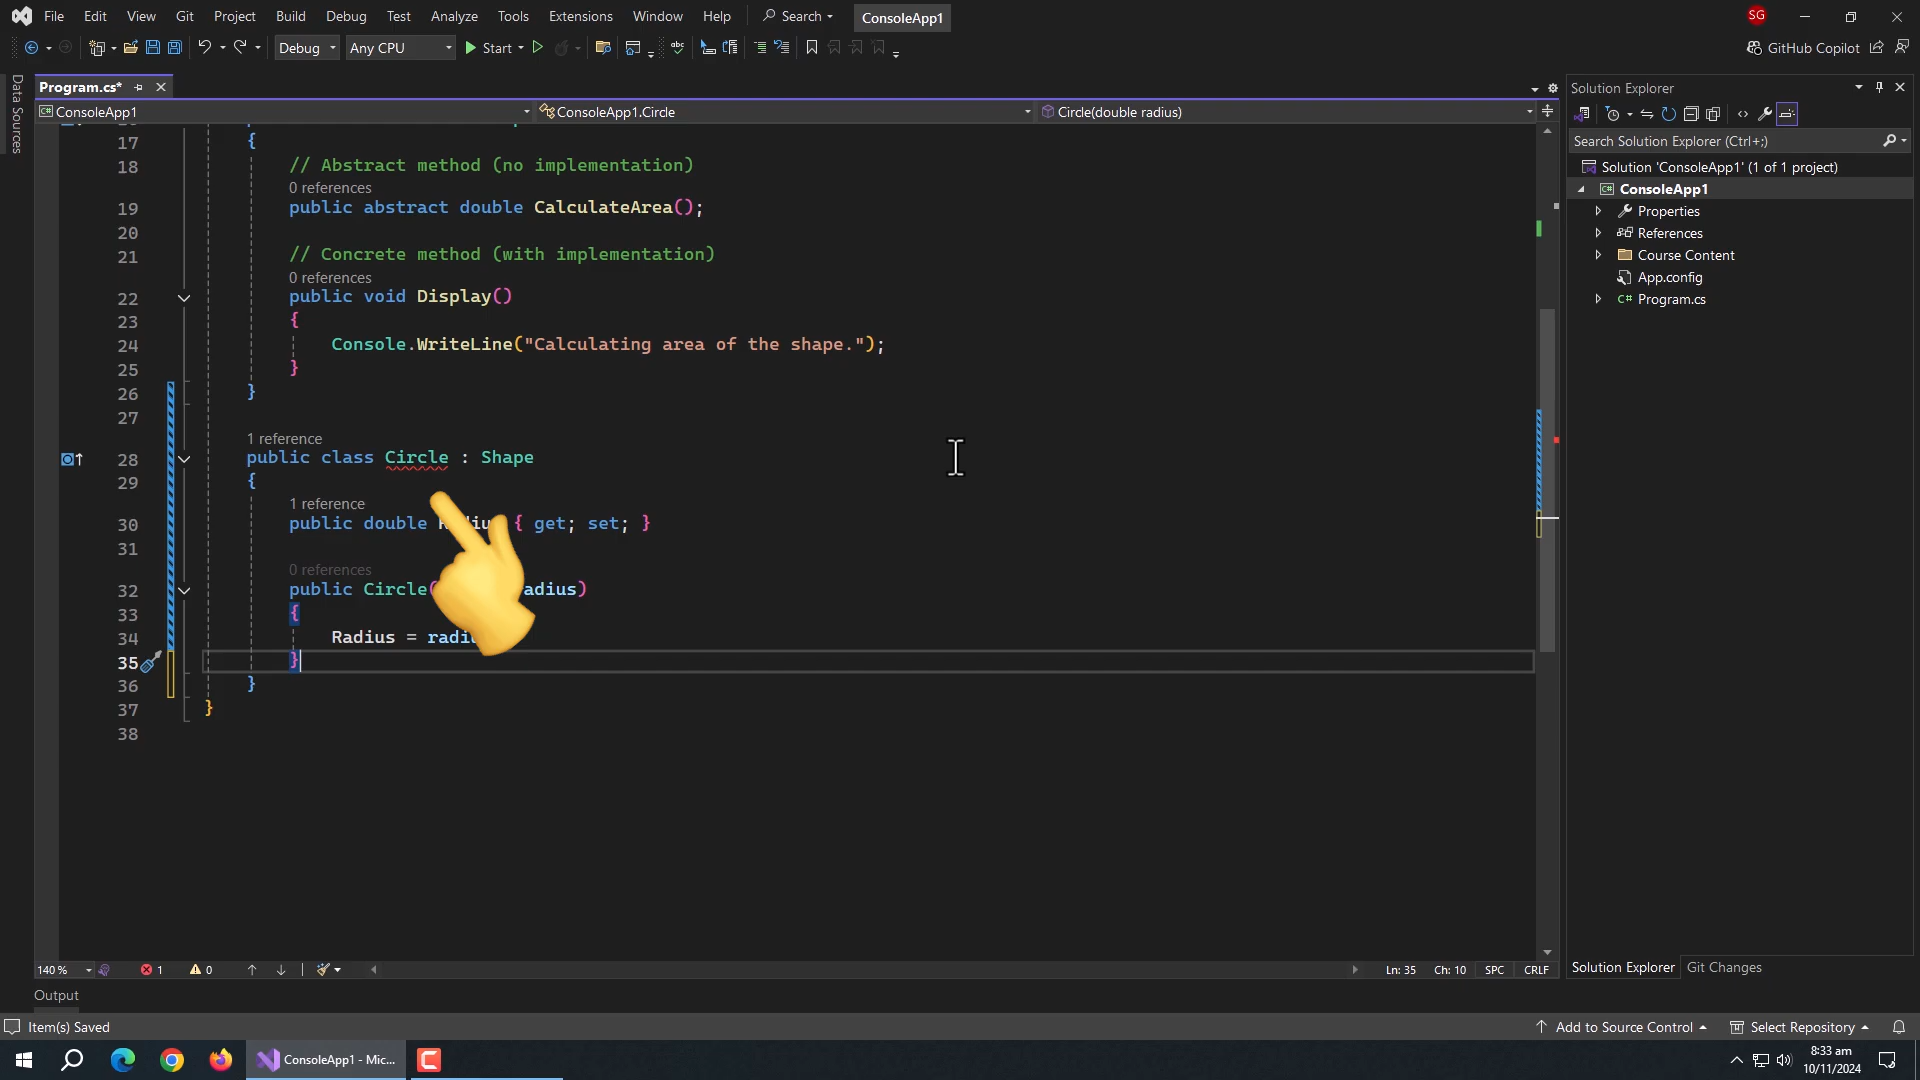 File Edit View Git Project Build Debug Test Analyze Tools Extensions Window Help Search ConsoleApp1 SG
Debug Any CPU Start GitHub Copilot
Data Sources
Program.cs*
ConsoleApp1 ConsoleApp1.Circle Circle(double radius)
17 {
18 // Abstract method (no implementation)
0 references
19 public abstract double CalculateArea();
20
21 // Concrete method (with implementation)
0 references
22 public void Display()
23 {
24 Console.WriteLine("Calculating area of the shape.");
25 }
26 }
27
1 reference
28 public class Circle : Shape
29 {
1 reference
30 public double { get; set; }
31
0 references
32 public Circle(
33 {
34 Radius =
35 }
36 }
37 }
38
Solution Explorer
Search Solution Explorer (Ctrl+;)
Solution 'ConsoleApp1' (1 of 1 project)
ConsoleApp1
Properties
References
Course Content
App.config
C# Program.cs
140 % 1 0 Ln: 35 Ch: 10 SPC CRLF
Solution Explorer Git Changes
Output
Item(s) Saved Add to Source Control Select Repository
ConsoleApp1 - Mic...
8:33 am
10/11/2024